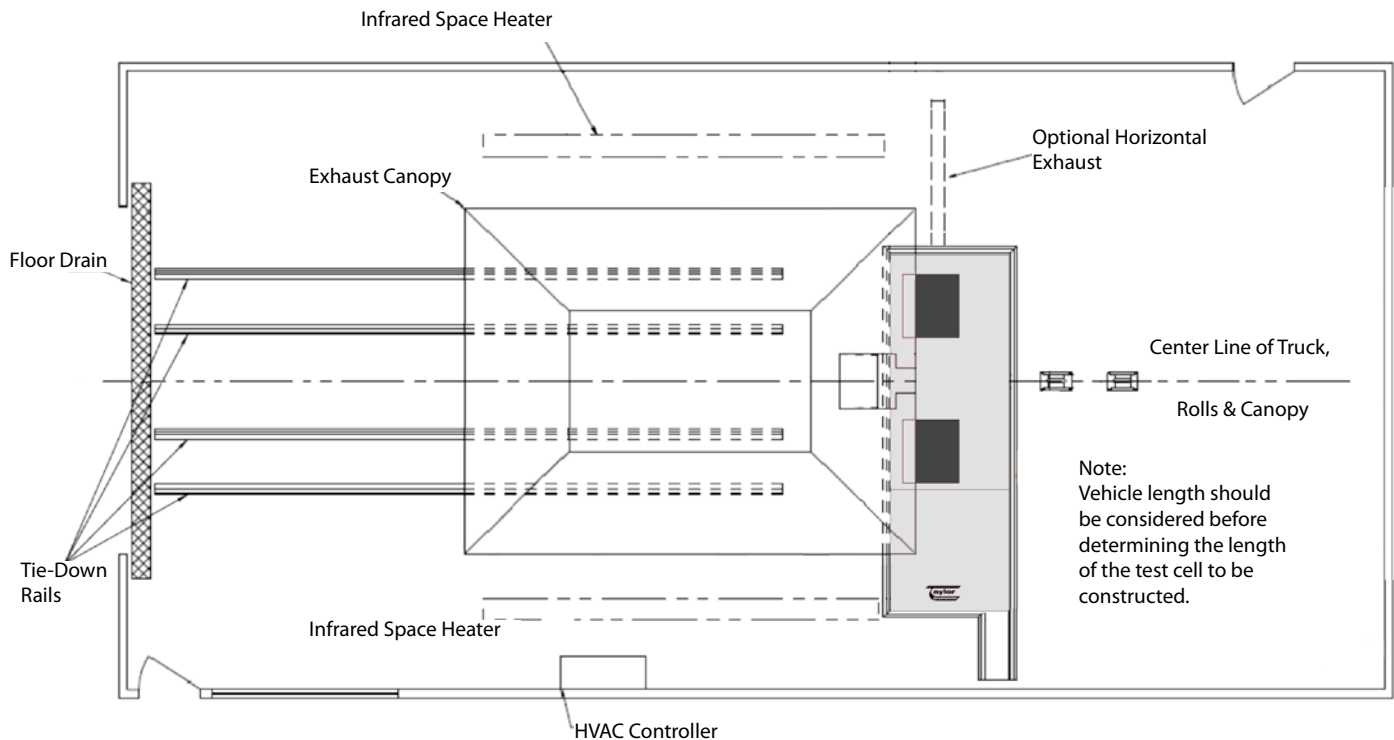 Infrared Space Heater
Optional Horizontal
Exhaust
Exhaust Canopy
Floor Drain
Center Line of Truck,
Rolls & Canopy
Note:
Vehicle length should
be considered before
determining the length
of the test cell to be
constructed.
Tie-Down
Rails
Taylor
Infrared Space Heater
HVAC Controller